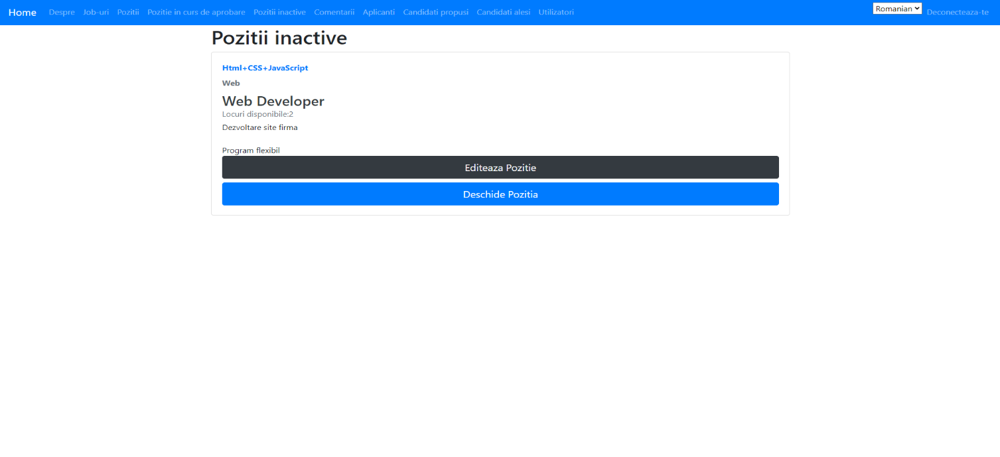 Home Despre Job-uri Pozitii Pozitie in curs de aprobare Pozitii inactive Comentarii Aplicanti Candidati propusi Candidati alesi Utilizatori Romanian Deconecteaza-te
Pozitii inactive
Html+CSS+JavaScript
Web
Web Developer
Locuri disponibile:2
Dezvoltare site firma
Program flexibil
Editeaza Pozitie
Deschide Pozitia